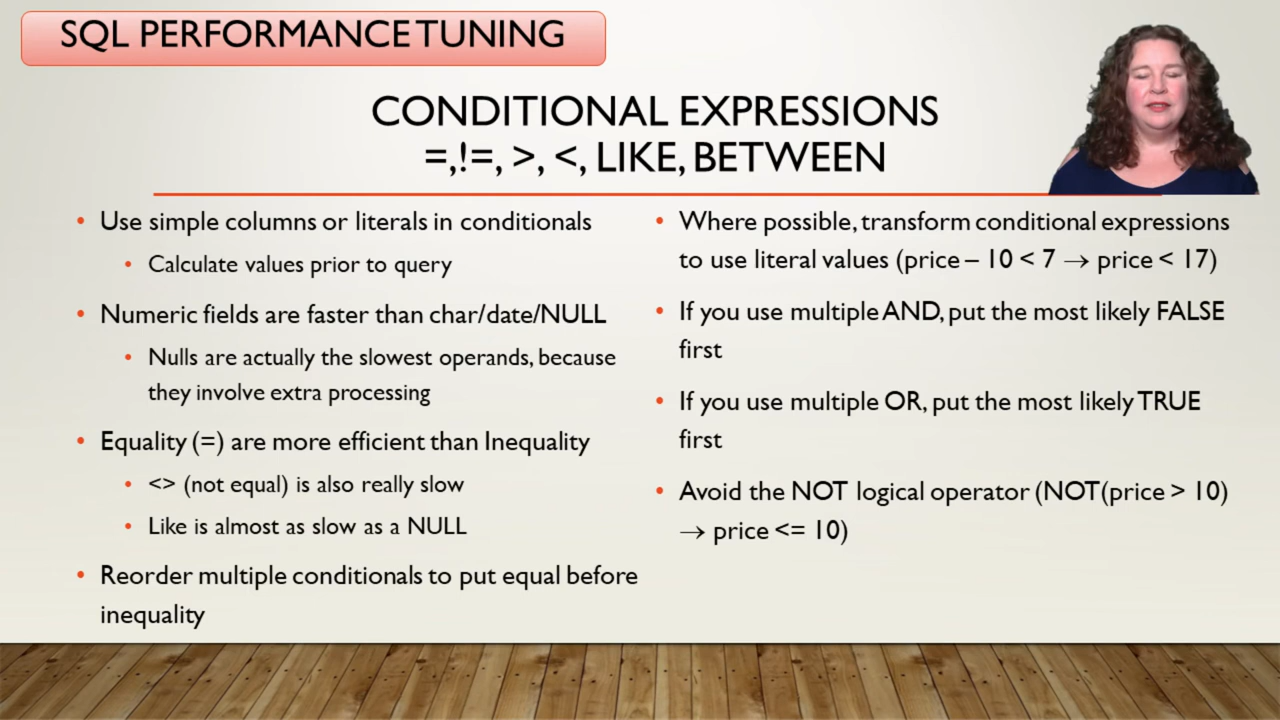 SQL PERFORMANCE TUNING
CONDITIONAL EXPRESSIONS
=,!=, >, <, LIKE, BETWEEN
• Use simple columns or literals in conditionals
• Calculate values prior to query
• Numeric fields are faster than char/date/NULL
• Nulls are actually the slowest operands, because
they involve extra processing
• Equality (=) are more efficient than Inequality
• <> (not equal) is also really slow
• Like is almost as slow as a NULL
• Reorder multiple conditionals to put equal before
inequality
• Where possible, transform conditional expressions
to use literal values (price – 10 < 7 → price < 17)
• If you use multiple AND, put the most likely FALSE
first
• If you use multiple OR, put the most likely TRUE
first
• Avoid the NOT logical operator (NOT(price > 10)
→ price <= 10)